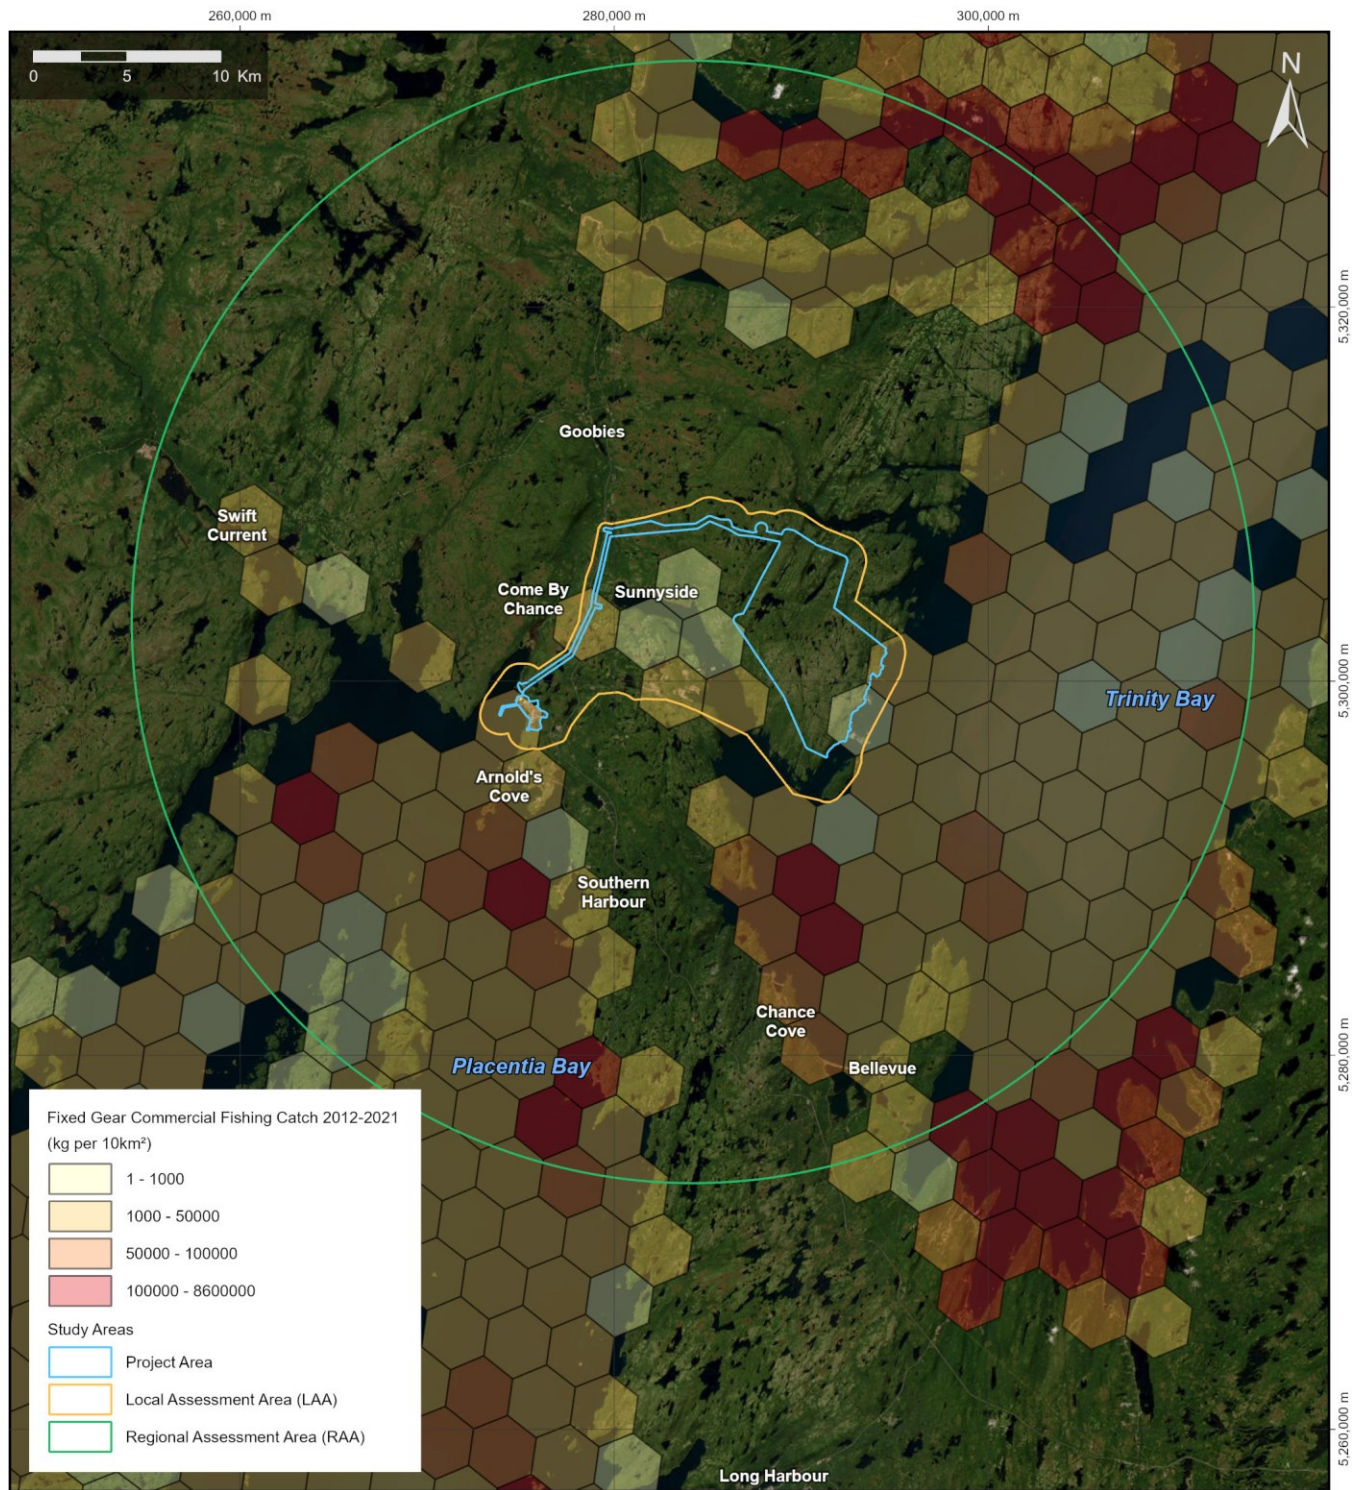 260,000 m
280,000 m
300,000 m
0 5 10 Km
N
5,320,000 m
Goobies
Swift
Current
Come By
Chance
Sunnyside
5,300,000 m
Trinity Bay
Arnold's
Cove
Southern
Harbour
Chance
Cove
Placentia Bay
Bellevue
5,280,000 m
Fixed Gear Commercial Fishing Catch 2012-2021
(kg per 10km²)
1 - 1000
1000 - 50000
50000 - 100000
100000 - 8600000
Study Areas
Project Area
Local Assessment Area (LAA)
Regional Assessment Area (RAA)
5,260,000 m
Long Harbour